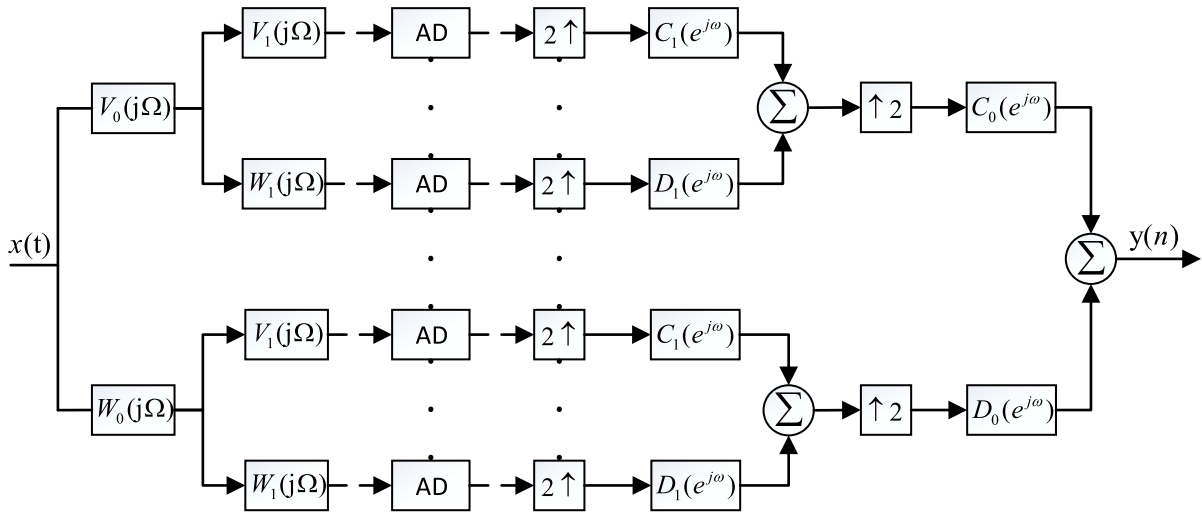 V₁(jΩ) AD 2↑ C₁(e^{jω})
V₀(jΩ) Σ ↑2 C₀(e^{jω})
W₁(jΩ) AD 2↑ D₁(e^{jω})
x(t) Σ y(n)
V₁(jΩ) AD 2↑ C₁(e^{jω})
W₀(jΩ) Σ ↑2 D₀(e^{jω})
W₁(jΩ) AD 2↑ D₁(e^{jω})